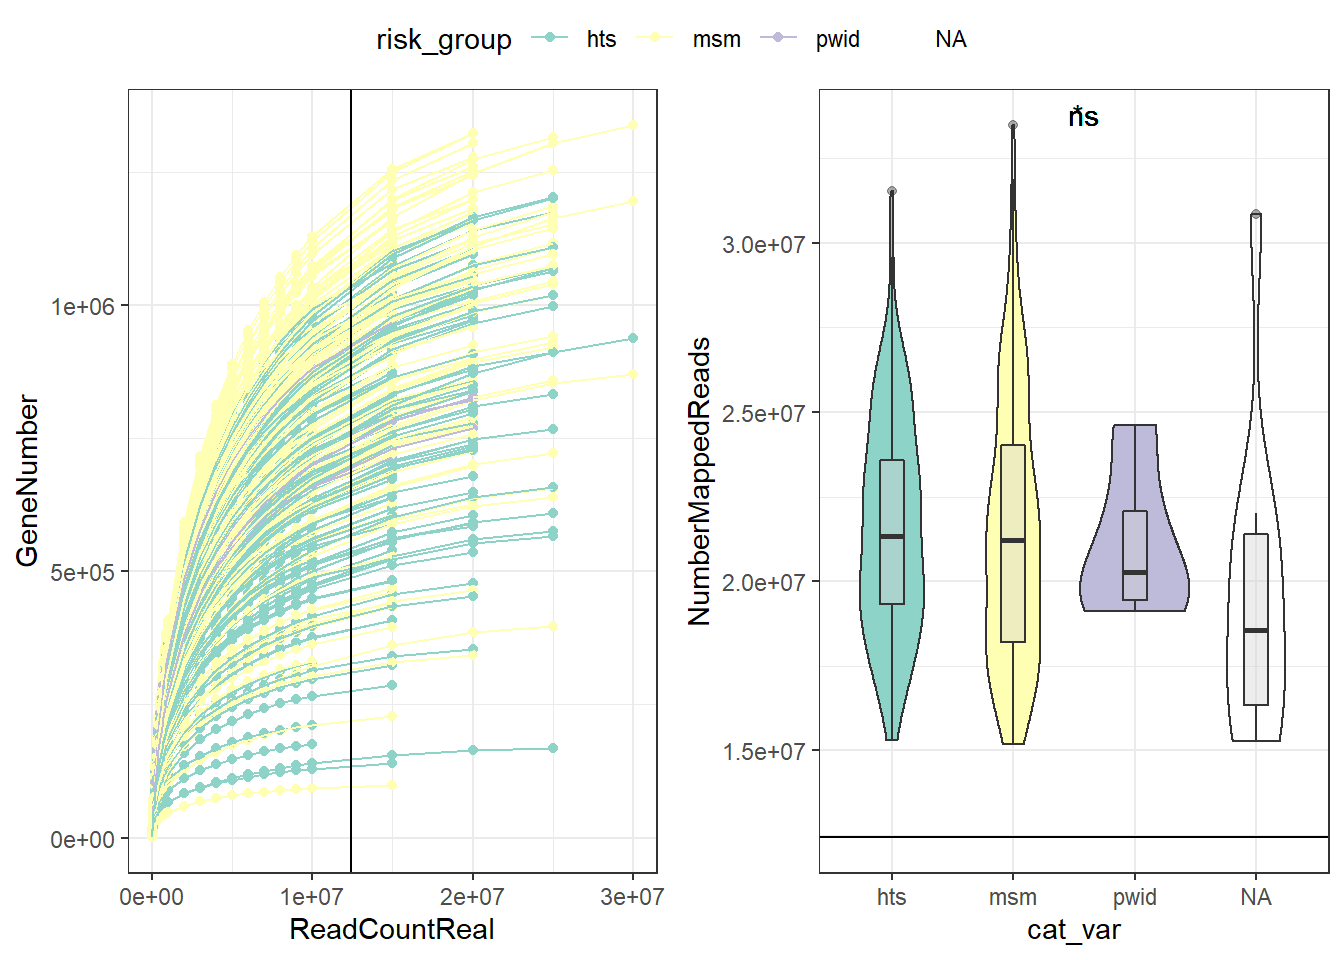 risk_group hts msm pwid NA
GeneNumber
1e+06
5e+05
0e+00
0e+00 1e+07 2e+07 3e+07
ReadCountReal
NumberMappedReads
ns
*
3.0e+07
2.5e+07
2.0e+07
1.5e+07
hts msm pwid NA
cat_var